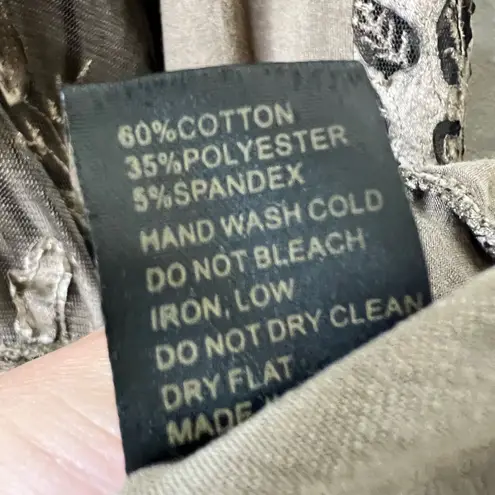 60%COTTON
35%POLYESTER
5%SPANDEX
HAND WASH COLD
DO NOT BLEACH
IRON, LOW
DO NOT DRY CLEAN
DRY FLAT
MADE